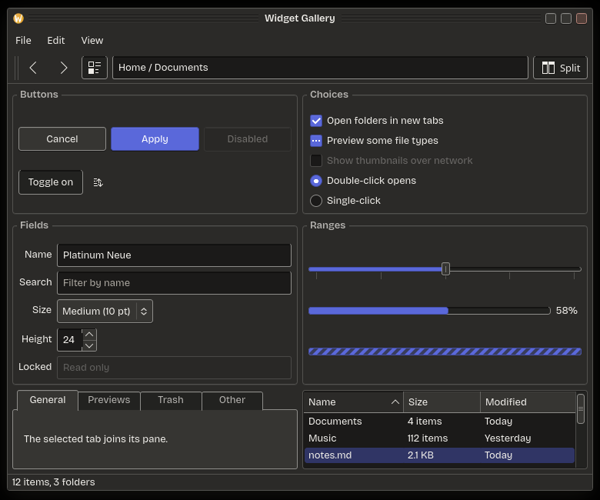 Widget Gallery
File Edit View
Home / Documents
Split
Buttons
Cancel Apply Disabled
Toggle on
Choices
Open folders in new tabs
Preview some file types
Show thumbnails over network
Double-click opens
Single-click
Fields
Name Platinum Neue
Search Filter by name
Size Medium (10 pt)
Height 24
Locked Read only
Ranges
58%
General Previews Trash Other
The selected tab joins its pane.
Name Size Modified
Documents 4 items Today
Music 112 items Yesterday
notes.md 2.1 KB Today
12 items, 3 folders